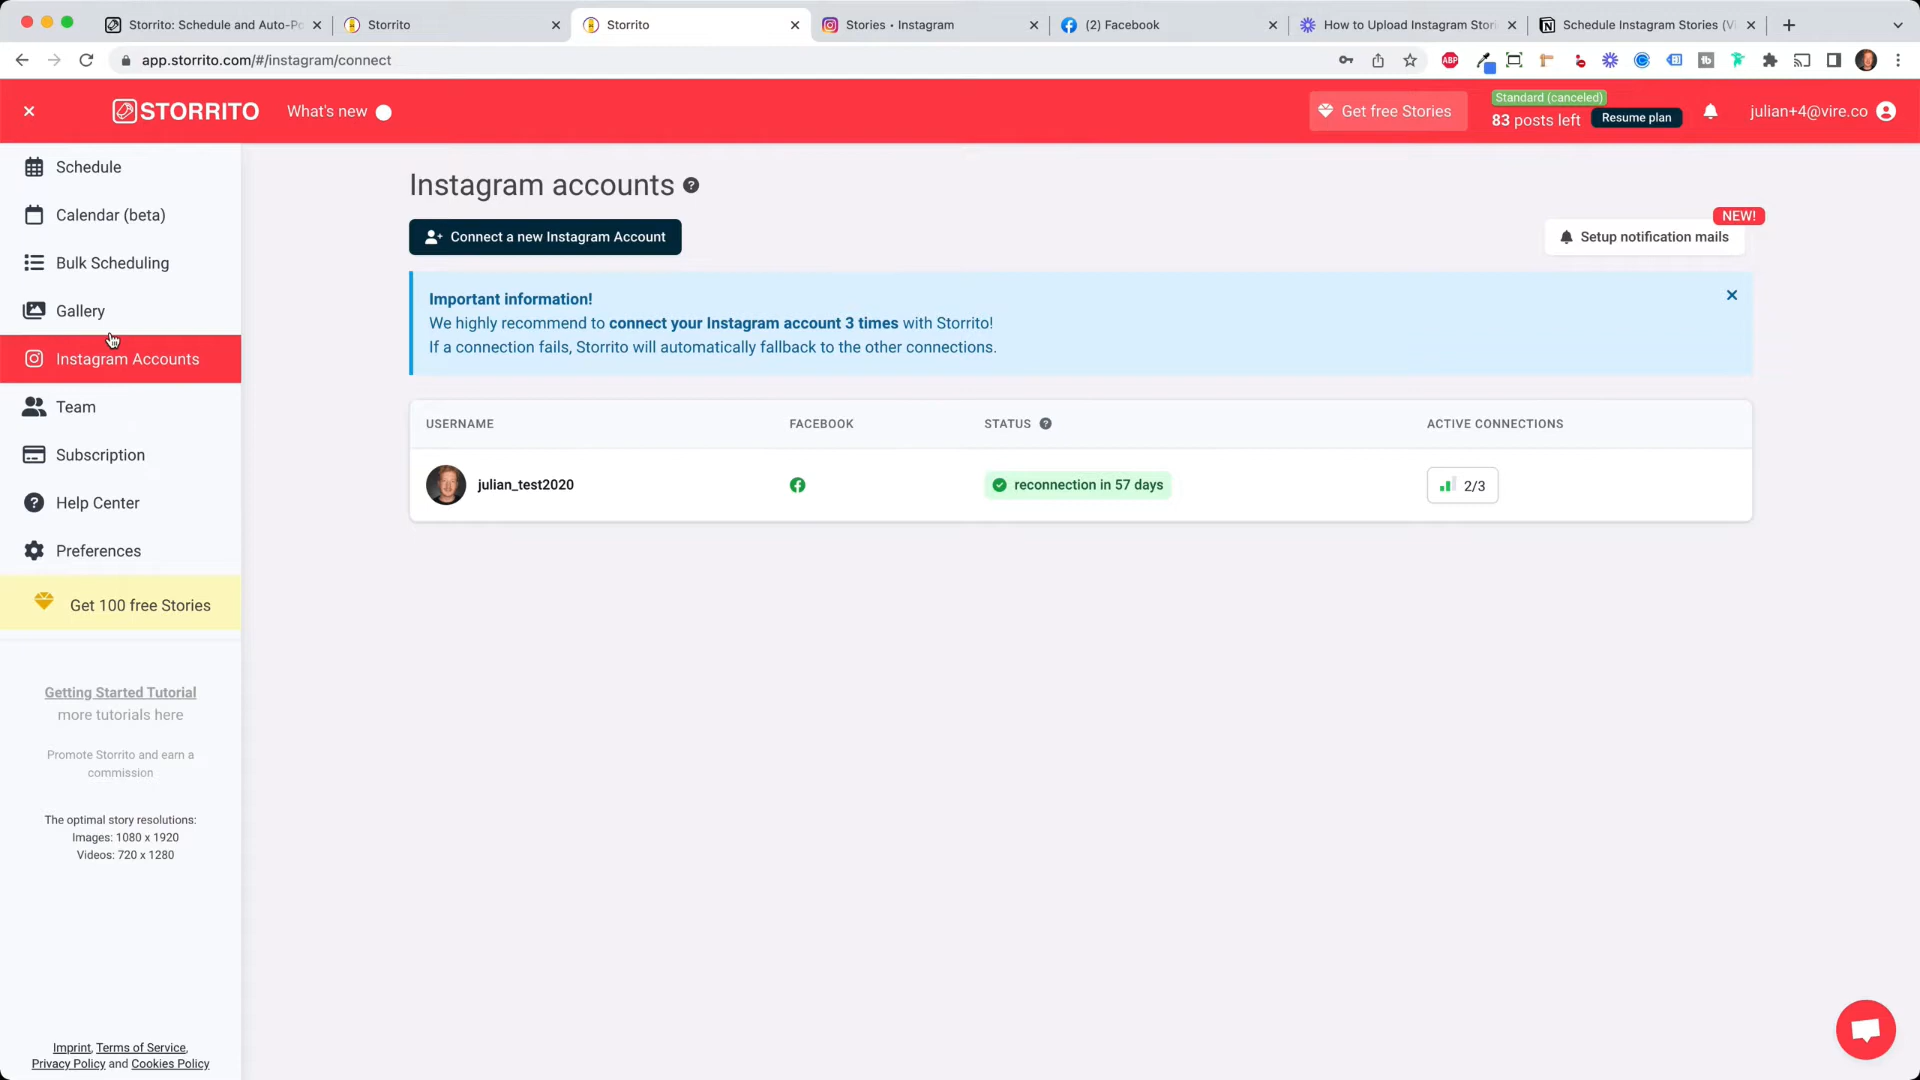 Storrito: Schedule and Auto-Po
Storrito
Storrito
Stories • Instagram
(2) Facebook
How to Upload Instagram Stori
Schedule Instagram Stories (Vi
app.storrito.com/#/instagram/connect
ABP
STORRITO
What's new
Get free Stories
Standard (canceled)
83 posts left
Resume plan
julian+4@vire.co
Schedule
Calendar (beta)
Bulk Scheduling
Gallery
Instagram Accounts
Team
Subscription
Help Center
Preferences
Get 100 free Stories
Getting Started Tutorial
more tutorials here
Promote Storrito and earn a
commission
The optimal story resolutions:
Images: 1080 x 1920
Videos: 720 x 1280
Imprint, Terms of Service,
Privacy Policy and Cookies Policy
Instagram accounts
Connect a new Instagram Account
NEW!
Setup notification mails
Important information!
We highly recommend to connect your Instagram account 3 times with Storrito!
If a connection fails, Storrito will automatically fallback to the other connections.
USERNAME FACEBOOK STATUS ACTIVE CONNECTIONS
julian_test2020 reconnection in 57 days 2/3